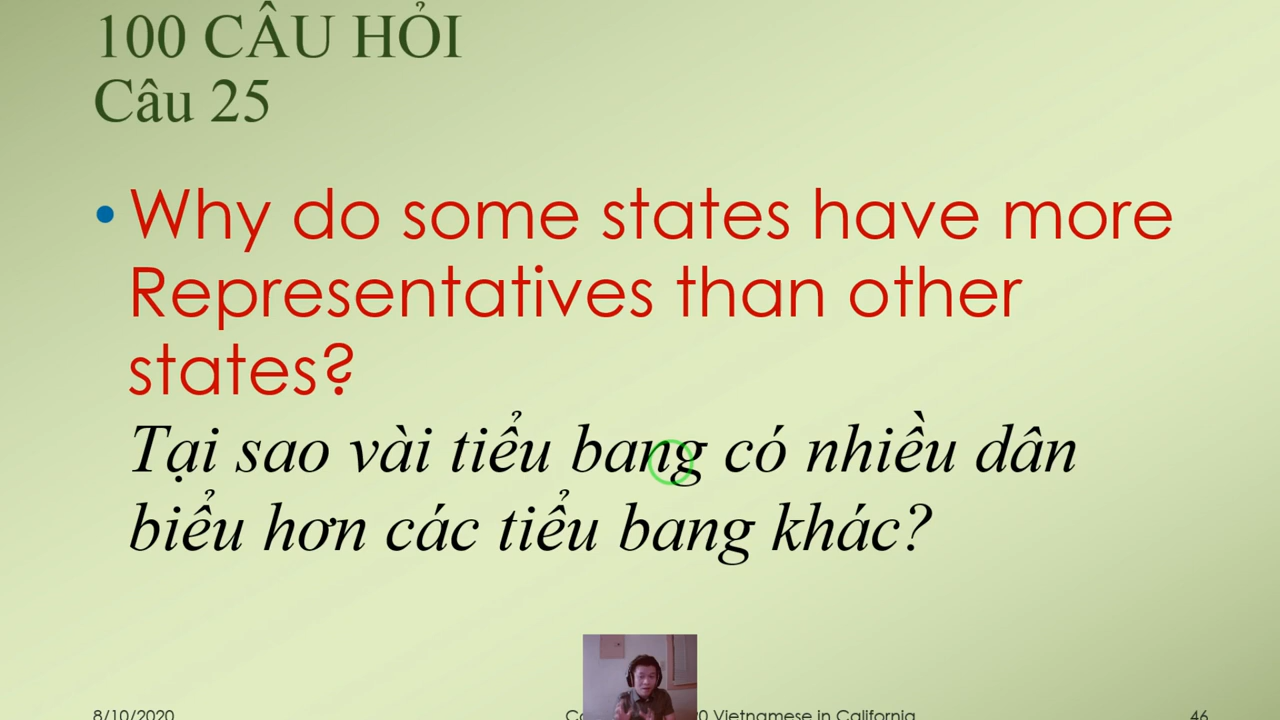 100 CÂU HỎI
Câu 25
• Why do some states have more
Representatives than other
states?
Tại sao vài tiểu bang có nhiều dân
biểu hơn các tiểu bang khác?
8/10/2020
Vietnamese in California
46